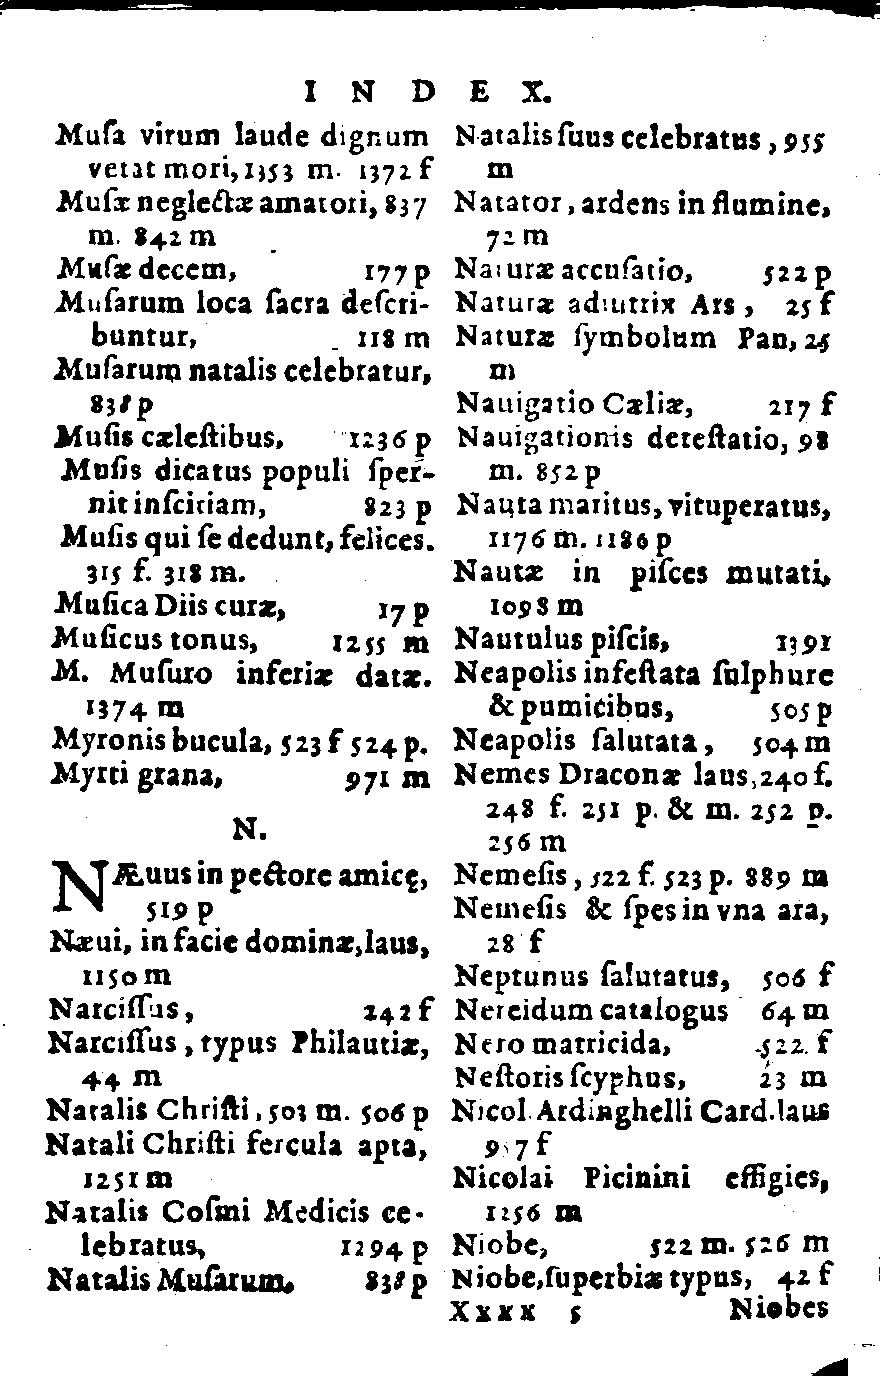 INDEX.
Muſa virum laude dignum
vetat mori, 1353 m. 1372 f
Muſæ neglectæ amatori, 837
m. 842 m
Muſæ decem, 177 p
Muſarum loca ſacra deſcri-
buntur, 118 m
Muſarum natalis celebratur,
838 p
Muſis cæleſtibus, 1236 p
Muſis dicatus populi ſper-
nit inſcitiam, 823 p
Muſis qui ſe dedunt, felices.
315 f. 318 m.
Muſica Diis curæ, 17 p
Muſicus tonus, 1255 m
M. Muſuro inferiæ datæ.
1374 m
Myronis bucula, 523 f 524 p.
Myrti grana, 971 m
N.
NÆuus in pectore amicę,
519 p
Næui, in facie dominæ, laus,
1150 m
Narciſſus, 242 f
Narciſſus, typus Philautiæ,
44 m
Natalis Chriſti, 503 m. 506 p
Natali Chriſti fercula apta,
1251 m
Natalis Coſmi Medicis ce-
lebratus, 1294 p
Natalis Muſarum. 838 p
Natalis ſuus celebratus, 955
m
Natator, ardens in flumine,
72 m
Naturæ accuſatio, 522 p
Naturæ adiutrix Ars, 25 f
Naturæ ſymbolum Pan, 25
m
Nauigatio Cæliæ, 217 f
Nauigationis deteſtatio, 98
m. 852 p
Nauta maritus, vituperatus,
1176 m. 1186 p
Nautæ in piſces mutati,
1098 m
Nautulus piſcis, 1391
Neapolis infeſtata ſulphure
& pumicibus, 505 p
Neapolis ſalutata, 504 m
Nemes Draconæ laus, 240 f.
248 f. 251 p. & m. 252 p.
256 m
Nemeſis, 522 f. 523 p. 889 m
Nemeſis & ſpes in vna ara,
28 f
Neptunus ſalutatus, 506 f
Nereidum catalogus 64 m
Nero matricida, 522. f
Neſtoris ſcyphus, 23 m
Nicol. Ardinghelli Card. laus
f
Nicolai Picinini effigies,
1256 m
Niobe, 522 m. 526 m
Niobe, ſuperbiæ typus, 42 f
Xxxx 5 Niobes